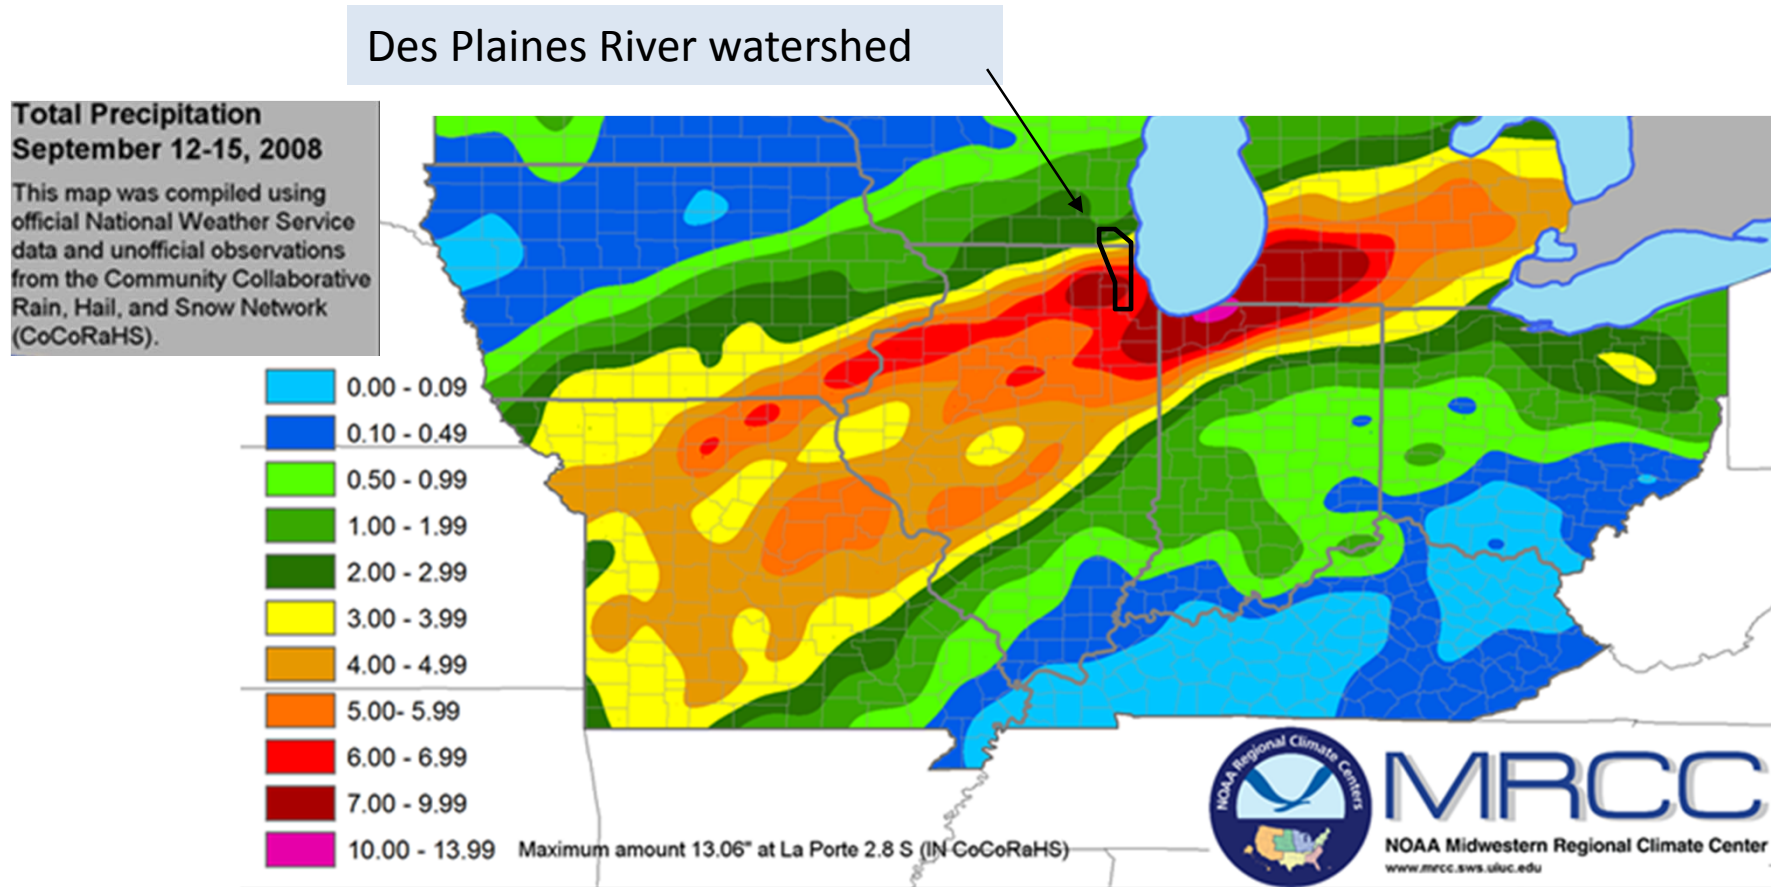 Des Plaines River watershed
Total Precipitation
September 12-15, 2008
This map was compiled using
official National Weather Service
data and unofficial observations
from the Community Collaborative
Rain, Hail, and Snow Network
(CoCoRaHS).
0.00 - 0.09
0.10 - 0.49
0.50 - 0.99
1.00 - 1.99
2.00 - 2.99
3.00 - 3.99
4.00 - 4.99
5.00- 5.99
6.00 - 6.99
7.00 - 9.99
10.00 - 13.99
Maximum amount 13.06" at La Porte 2.8 S (IN CoCoRaHS)
NOAA Regional Climate Centers
MRCC
NOAA Midwestern Regional Climate Center
www.mrcc.sws.uiuc.edu